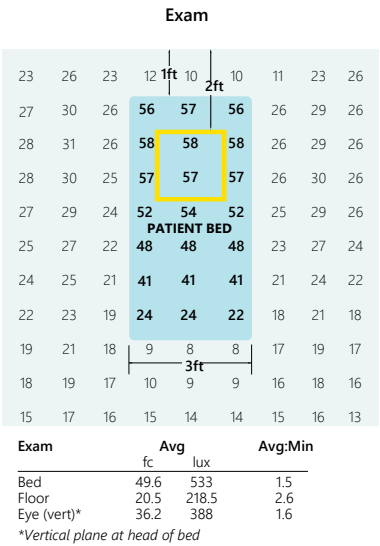 Exam
23 26 23 12 1ft 10 10 11 23 26
2ft
27 30 26 56 57 56 26 29 26
28 31 26 58 58 58 26 29 26
28 30 25 57 57 57 26 30 26
27 29 24 52 54 52 25 29 26
PATIENT BED
25 27 22 48 48 48 23 27 24
24 25 21 41 41 41 21 24 22
22 23 19 24 24 22 18 21 18
19 21 18 9 8 8 17 19 17
3ft
18 19 17 10 9 9 16 18 16
15 17 16 15 14 14 15 16 13
Exam Avg Avg:Min
fc lux
Bed 49.6 533 1.5
Floor 20.5 218.5 2.6
Eye (vert)* 36.2 388 1.6
*Vertical plane at head of bed